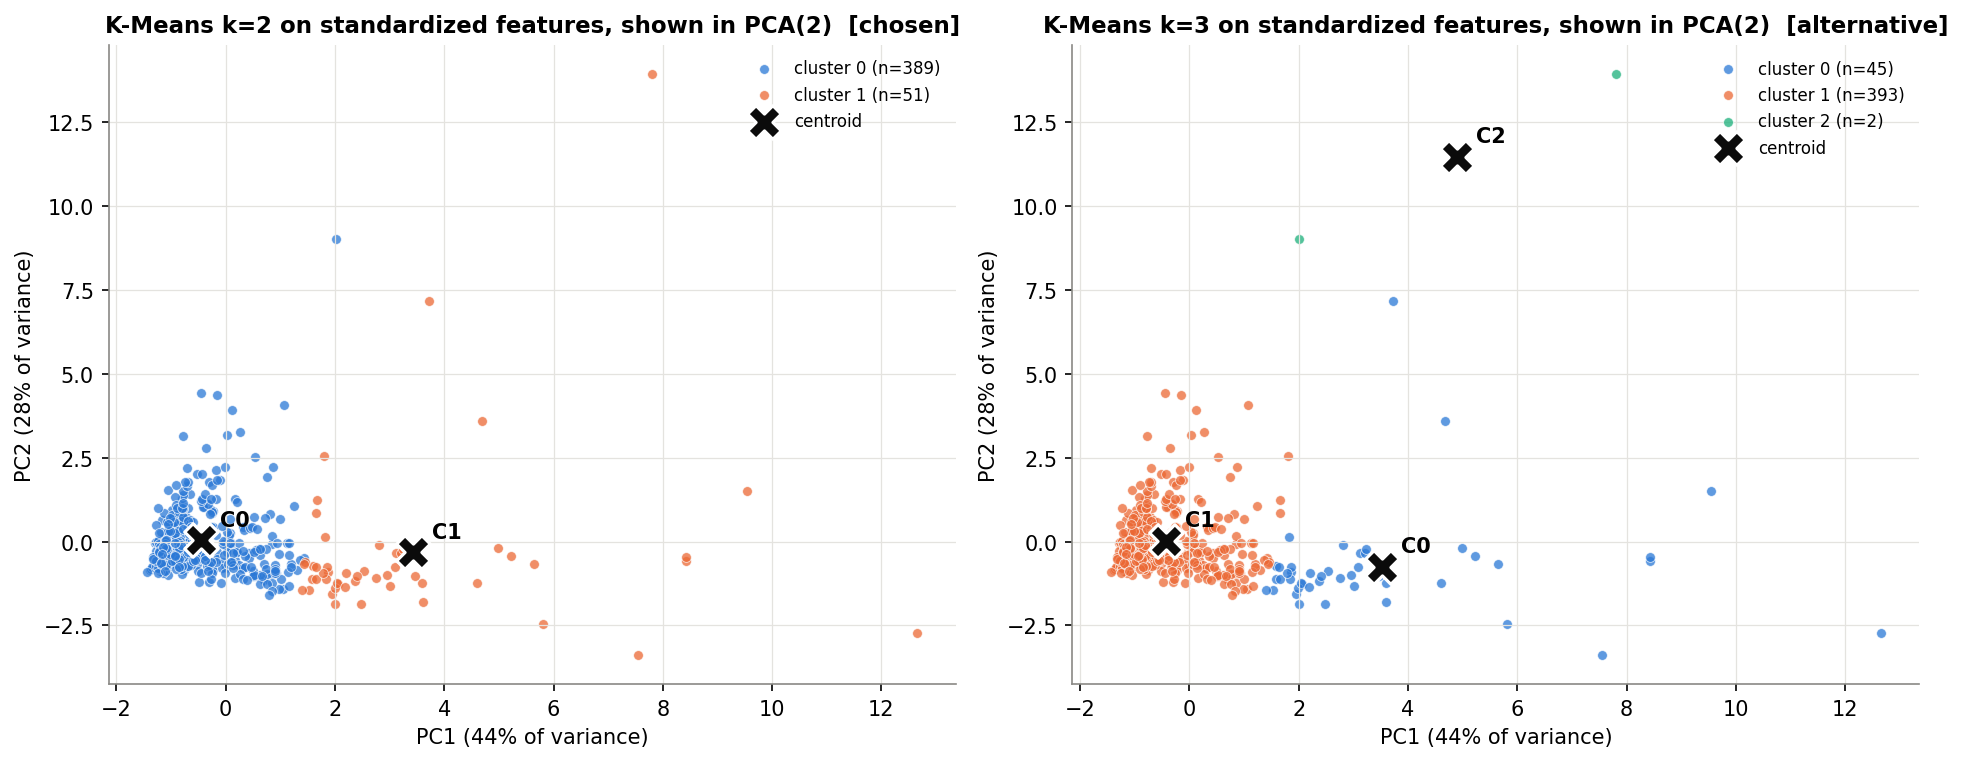 K-Means k=2 on standardized features, shown in PCA(2)  [chosen]
cluster 0 (n=389)
cluster 1 (n=51)
centroid
12.5
10.0
7.5
5.0
2.5
0.0
−2.5
PC2 (28% of variance)
C0
C1
−2
0
2
4
6
8
10
12
PC1 (44% of variance)
K-Means k=3 on standardized features, shown in PCA(2)  [alternative]
cluster 0 (n=45)
cluster 1 (n=393)
cluster 2 (n=2)
centroid
12.5
10.0
7.5
5.0
2.5
0.0
−2.5
PC2 (28% of variance)
C2
C1
C0
−2
0
2
4
6
8
10
12
PC1 (44% of variance)